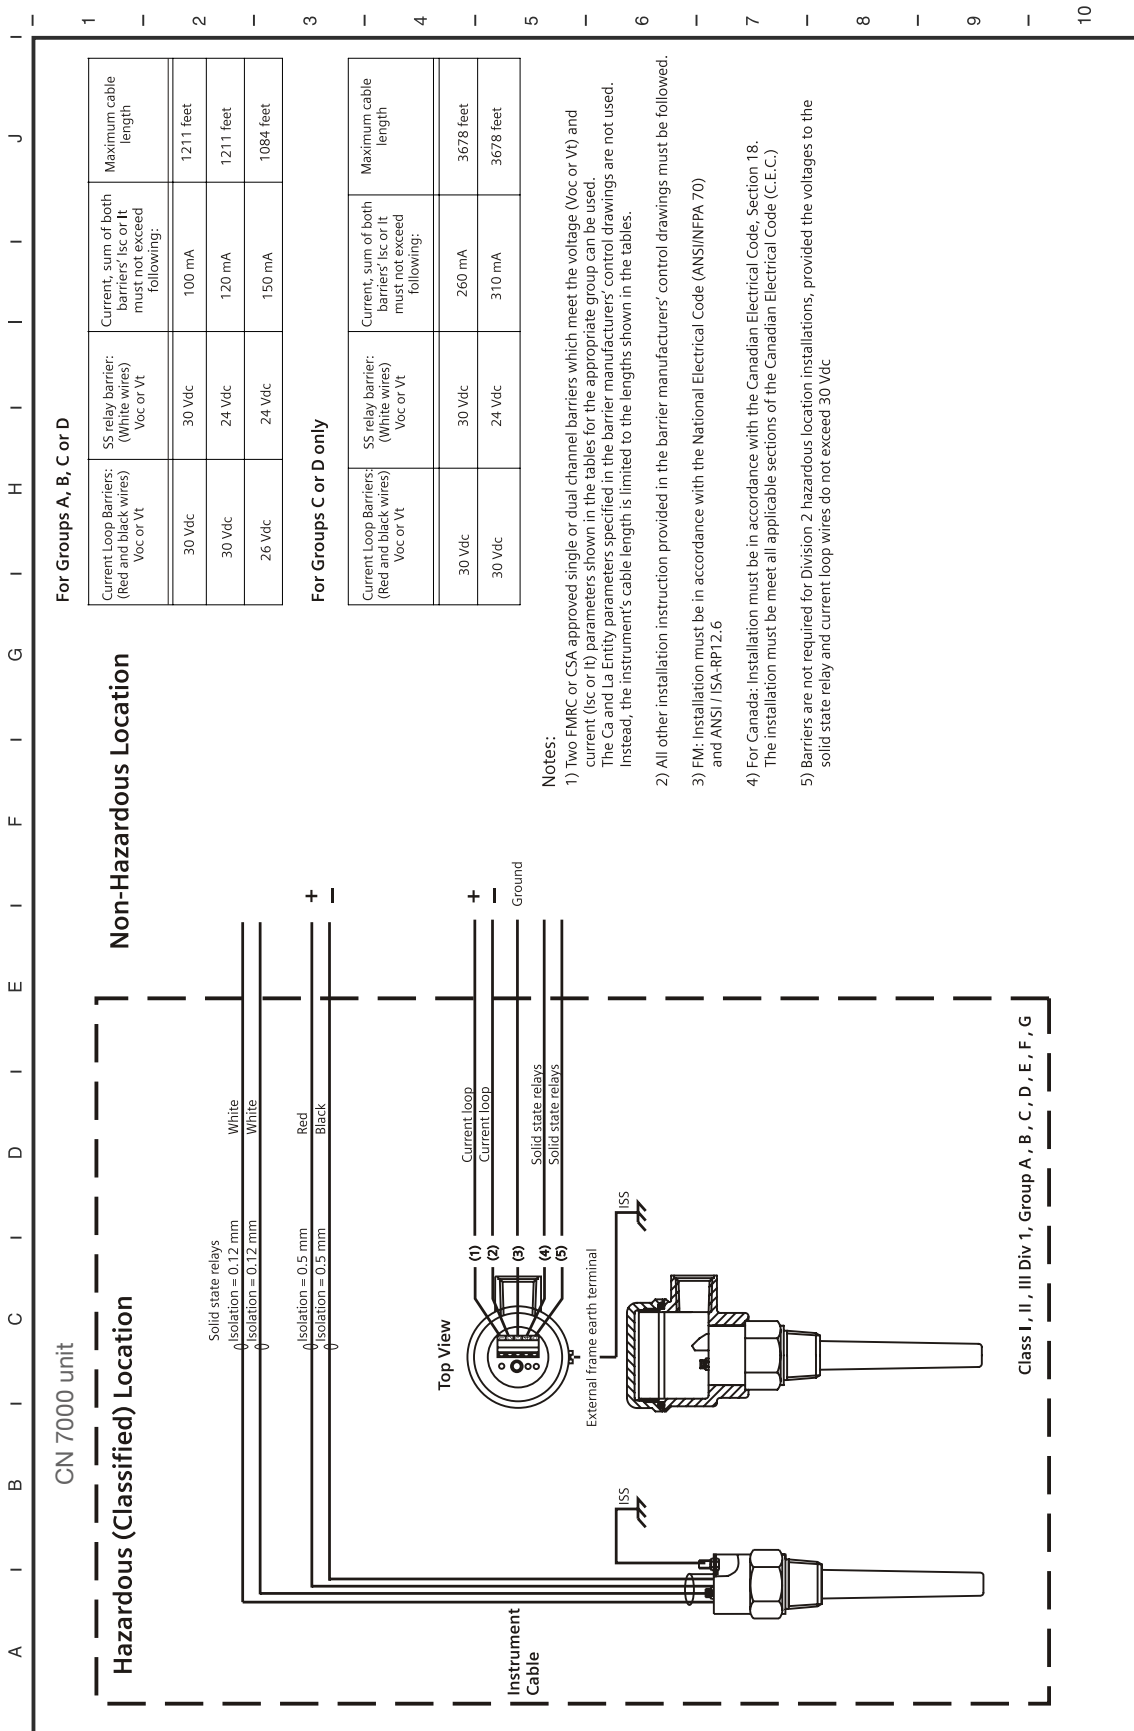 A I B I C I D I E I F I G I H I I I J I
1
2
3
4
5
6
7
8
9
10
CN 7000 unit
Hazardous (Classified) Location
Non-Hazardous Location
Solid state relays
Isolation = 0.12 mm
White
Isolation = 0.12 mm
White
Isolation = 0.5 mm
Red
+
Isolation = 0.5 mm
Black
–
Top View
(1)
Current loop
+
(2)
Current loop
–
(3)
Ground
(4)
Solid state relays
(5)
Solid state relays
External frame earth terminal
ISS
ISS
Instrument
Cable
Class I , II , III Div 1, Group A , B , C , D , E , F , G
For Groups A, B, C or D
Current Loop Barriers:
(Red and black wires)
Voc or Vt
SS relay barrier:
(White wires)
Voc or Vt
Current, sum of both
barriers' Isc or It
must not exceed
following:
Maximum cable
length
30 Vdc 30 Vdc 100 mA 1211 feet
30 Vdc 24 Vdc 120 mA 1211 feet
26 Vdc 24 Vdc 150 mA 1084 feet
For Groups C or D only
Current Loop Barriers:
(Red and black wires)
Voc or Vt
SS relay barrier:
(White wires)
Voc or Vt
Current, sum of both
barriers' Isc or It
must not exceed
following:
Maximum cable
length
30 Vdc 30 Vdc 260 mA 3678 feet
30 Vdc 24 Vdc 310 mA 3678 feet
Notes:
1) Two FMRC or CSA approved single or dual channel barriers which meet the voltage (Voc or Vt) and
current (Isc or It) parameters shown in the tables for the appropriate group can be used.
The Ca and La Entity parameters specified in the barrier manufacturers' control drawings are not used.
Instead, the instrument's cable length is limited to the lengths shown in the tables.
2) All other installation instruction provided in the barrier manufacturers' control drawings must be followed.
3) FM: Installation must be in accordance with the National Electrical Code (ANSI/NFPA 70)
and ANSI / ISA-RP12.6
4) For Canada: Installation must be in accordance with the Canadian Electrical Code, Section 18.
The installation must be meet all applicable sections of the Canadian Electrical Code (C.E.C.)
5) Barriers are not required for Division 2 hazardous location installations, provided the voltages to the
solid state relay and current loop wires do not exceed 30 Vdc